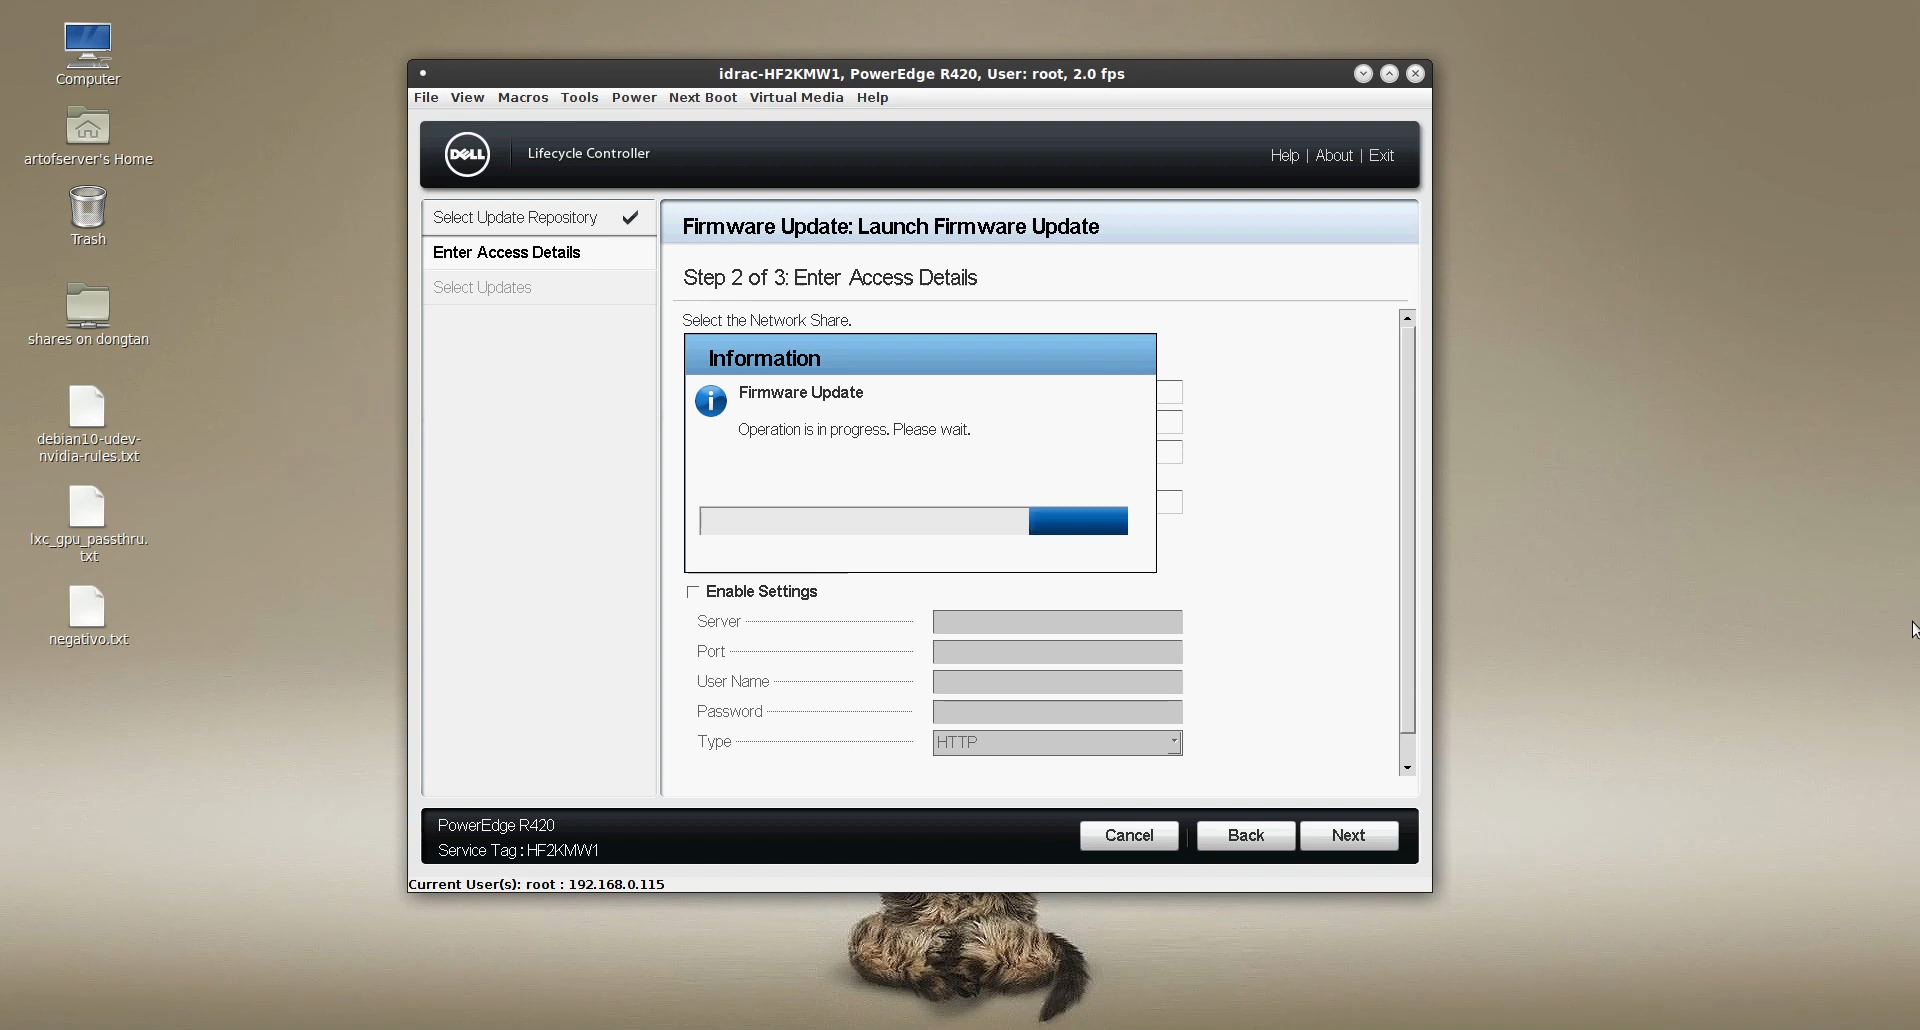 Computer
artofserver's Home
Trash
shares on dongtan
debian10-udev-
nvidia-rules.txt
lxc_gpu_passthru.
txt
negativo.txt
idrac-HF2KMW1, PowerEdge R420, User: root, 2.0 fps
File View Macros Tools Power Next Boot Virtual Media Help
DELL
Lifecycle Controller
Help | About | Exit
Select Update Repository
Enter Access Details
Select Updates
Firmware Update: Launch Firmware Update
Step 2 of 3: Enter Access Details
Select the Network Share.
Information
Firmware Update
Operation is in progress. Please wait.
Enable Settings
Server
Port
User Name
Password
Type HTTP
PowerEdge R420
Service Tag : HF2KMW1
Cancel Back Next
Current User(s): root : 192.168.0.115